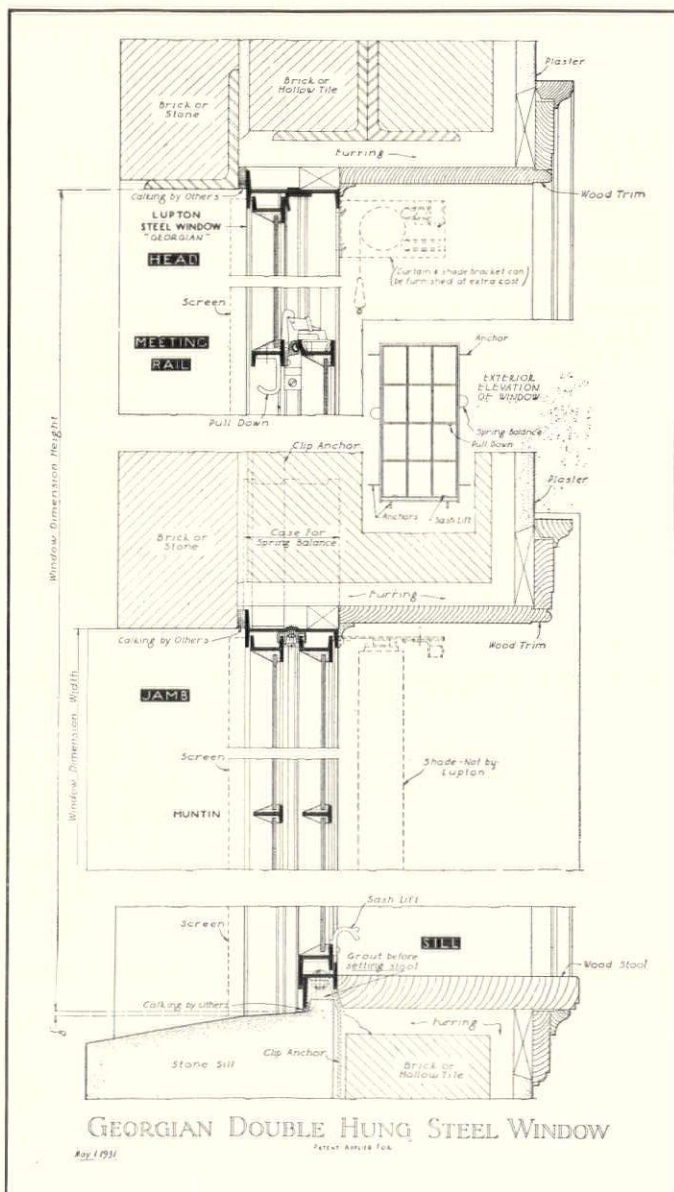 Plaster
Brick or
Stone
Brick or
Hollow Tile
Furring
Calking by Others
Wood Trim
LUPTON
STEEL WINDOW
"GEORGIAN"
HEAD
(Curtain & shade bracket can
be furnished at extra cost)
Screen
MEETING
RAIL
Anchor
EXTERIOR
ELEVATION
OF WINDOW
Spring Balance
Pull Down
Pull Down
Window Dimension Height
Clip Anchor
Plaster
Anchors
Sash Lift
Brick or
Stone
Case for
Spring Balance
Furring
Calking by Others
Wood Trim
JAMB
Window Dimension Width
Screen
Shade-Not by
Lupton
MUNTIN
Sash Lift
Screen
SILL
Grout before
setting stool
Wood Stool
Calking by Others
Furring
Stone Sill
Clip Anchor
Brick or
Hollow Tile
GEORGIAN DOUBLE HUNG STEEL WINDOW
PATENT APPLIED FOR
May 1 1931